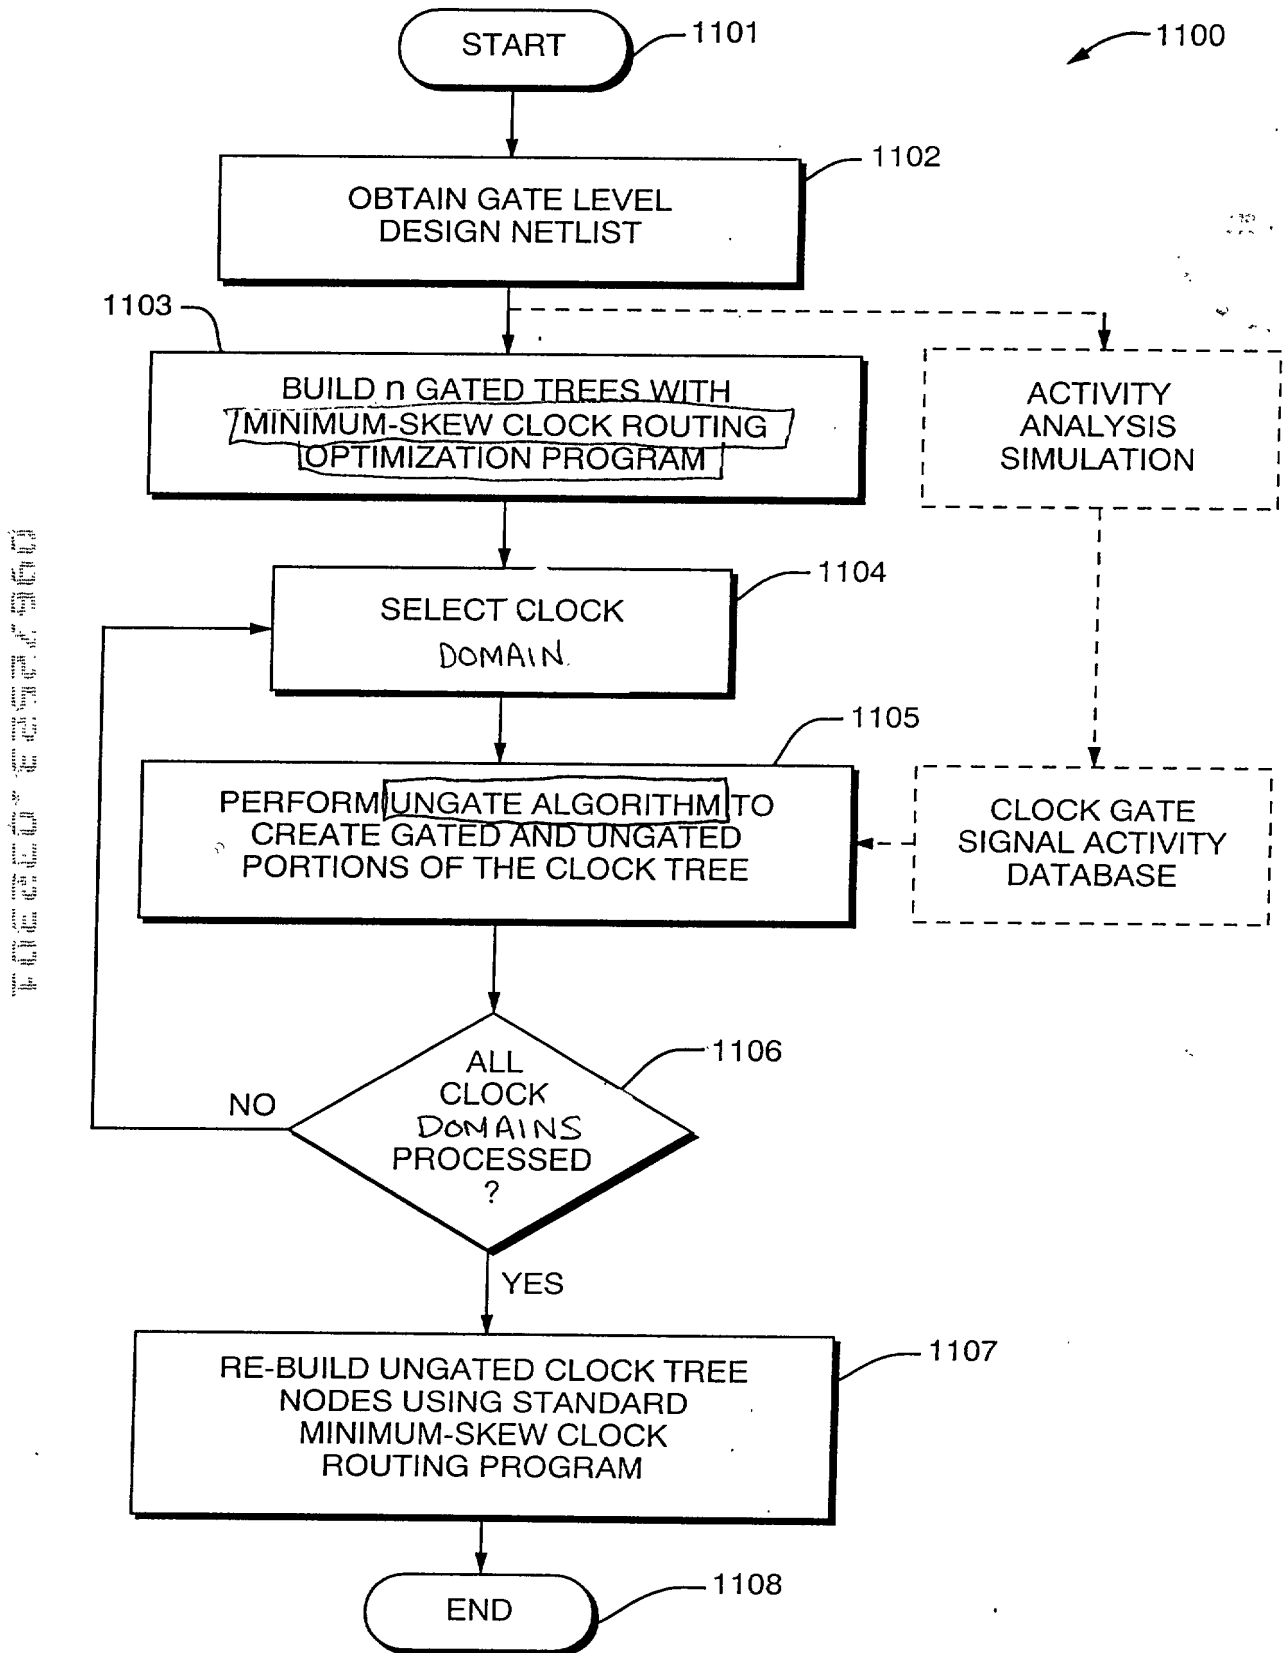 START
1101
1100
1102
OBTAIN GATE LEVEL
DESIGN NETLIST
1103
BUILD n GATED TREES WITH
MINIMUM-SKEW CLOCK ROUTING
OPTIMIZATION PROGRAM
ACTIVITY
ANALYSIS
SIMULATION
1104
SELECT CLOCK
DOMAIN.
1105
PERFORM UNGATE ALGORITHM TO
CREATE GATED AND UNGATED
PORTIONS OF THE CLOCK TREE
CLOCK GATE
SIGNAL ACTIVITY
DATABASE
1106
ALL
CLOCK
DOMAINS
PROCESSED
?
NO
YES
1107
RE-BUILD UNGATED CLOCK TREE
NODES USING STANDARD
MINIMUM-SKEW CLOCK
ROUTING PROGRAM
1108
END